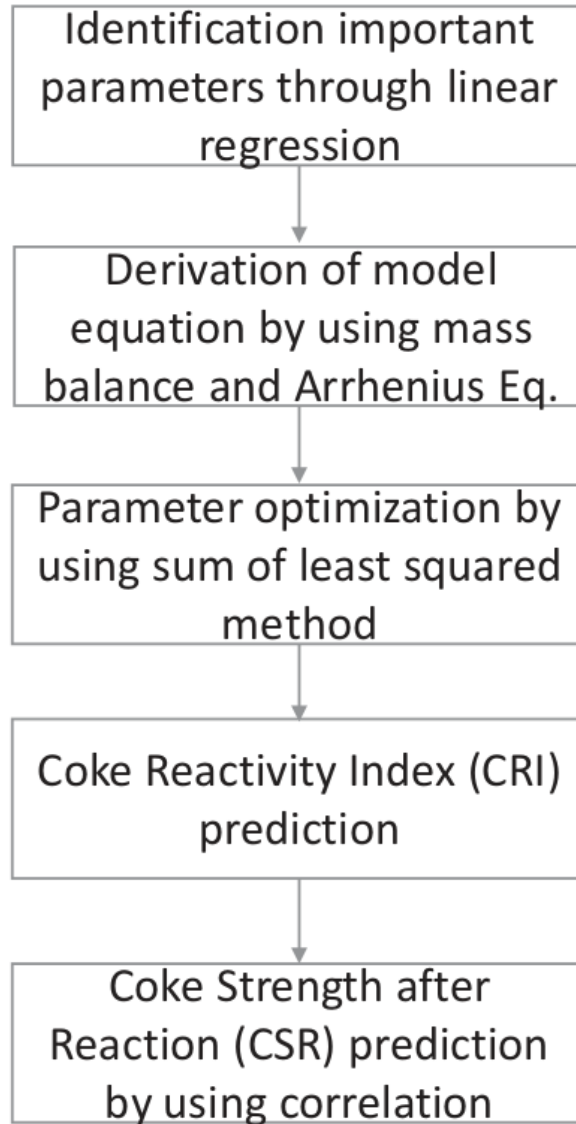 Identification important
parameters through linear
regression
Derivation of model
equation by using mass
balance and Arrhenius Eq.
Parameter optimization by
using sum of least squared
method
Coke Reactivity Index (CRI)
prediction
Coke Strength after
Reaction (CSR) prediction
by using correlation